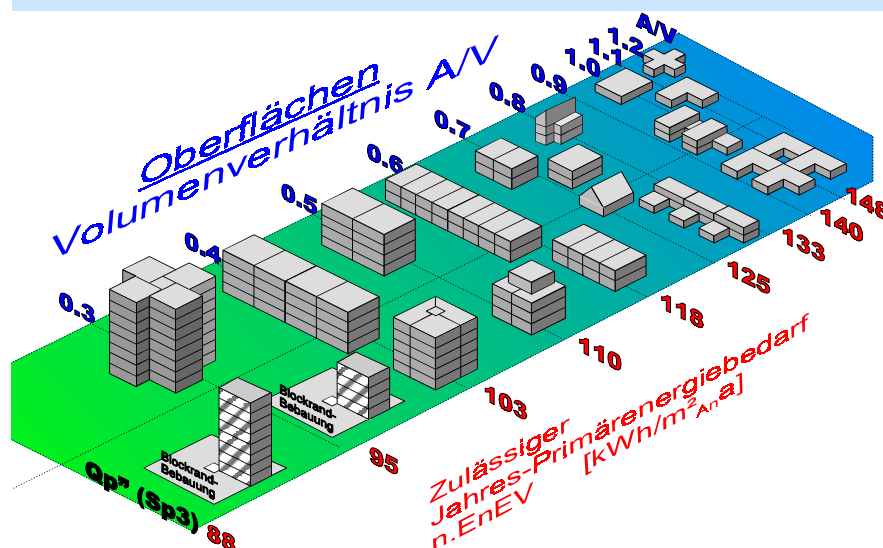 Oberflächen
Volumenverhältnis A/V
A/V
1.2
1.1
1.0
0.9
0.8
0.7
0.6
0.5
0.4
0.3
148
140
133
125
118
110
103
95
88
Blockrand-
Bebauung
Blockrand-
Bebauung
Qp” (Sp3)
Zulässiger
Jahres-Primärenergiebedarf
n.EnEV [kWh/m²Ana]